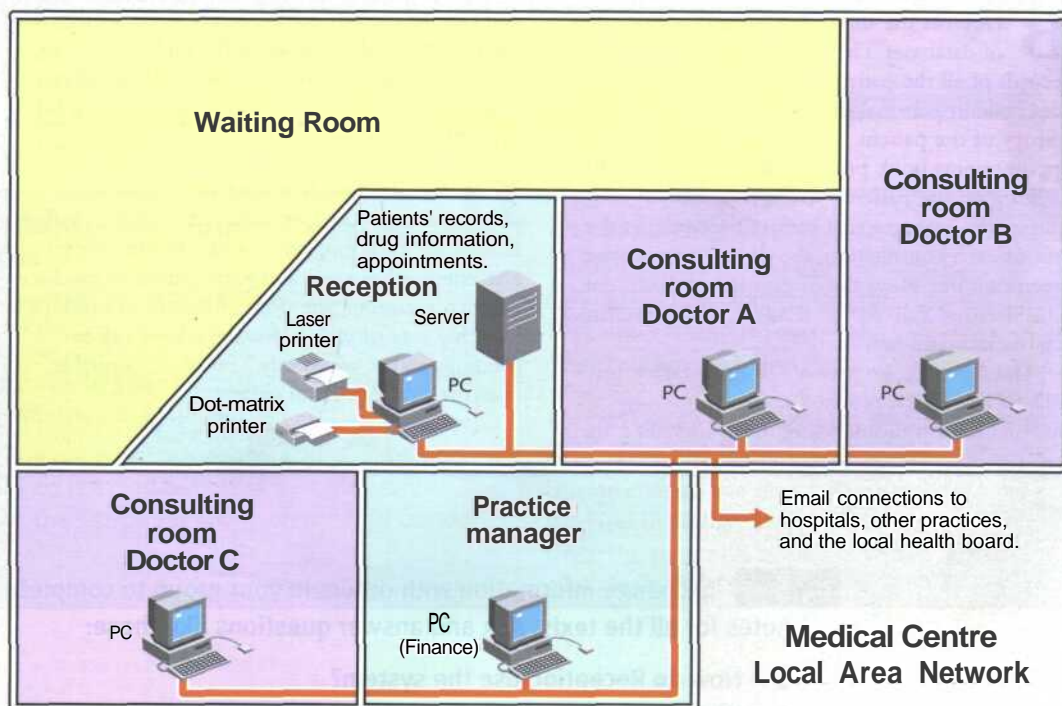 Waiting Room
Patients' records,
drug information,
appointments.
Reception
Laser
printer
Server
PC
Dot-matrix
printer
Consulting
room
Doctor A
PC
Consulting
room
Doctor B
PC
Consulting
room
Doctor C
PC
Practice
manager
PC
(Finance)
Email connections to
hospitals, other practices,
and the local health board.
Medical Centre
Local Area Network